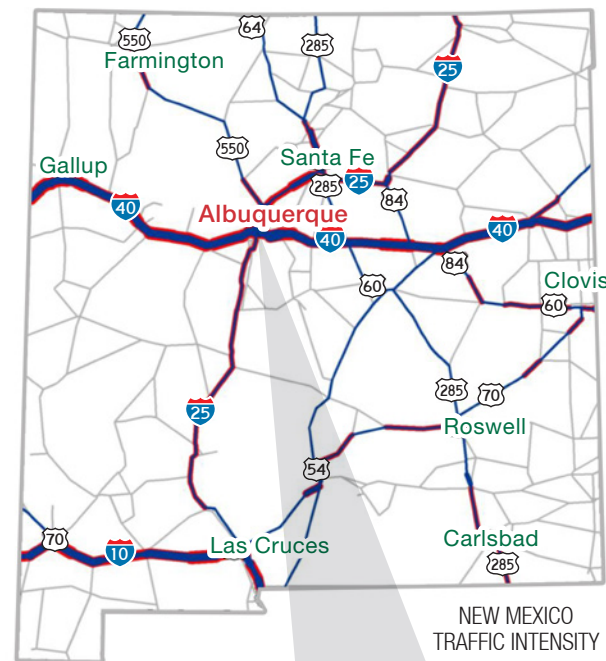 550
64
285
Farmington
25
550
Gallup
Santa Fe
285
25
84
40
Albuquerque
40
40
84
60
Clovis
60
285
70
25
Roswell
54
70
10
Las Cruces
Carlsbad
285
NEW MEXICO
TRAFFIC INTENSITY